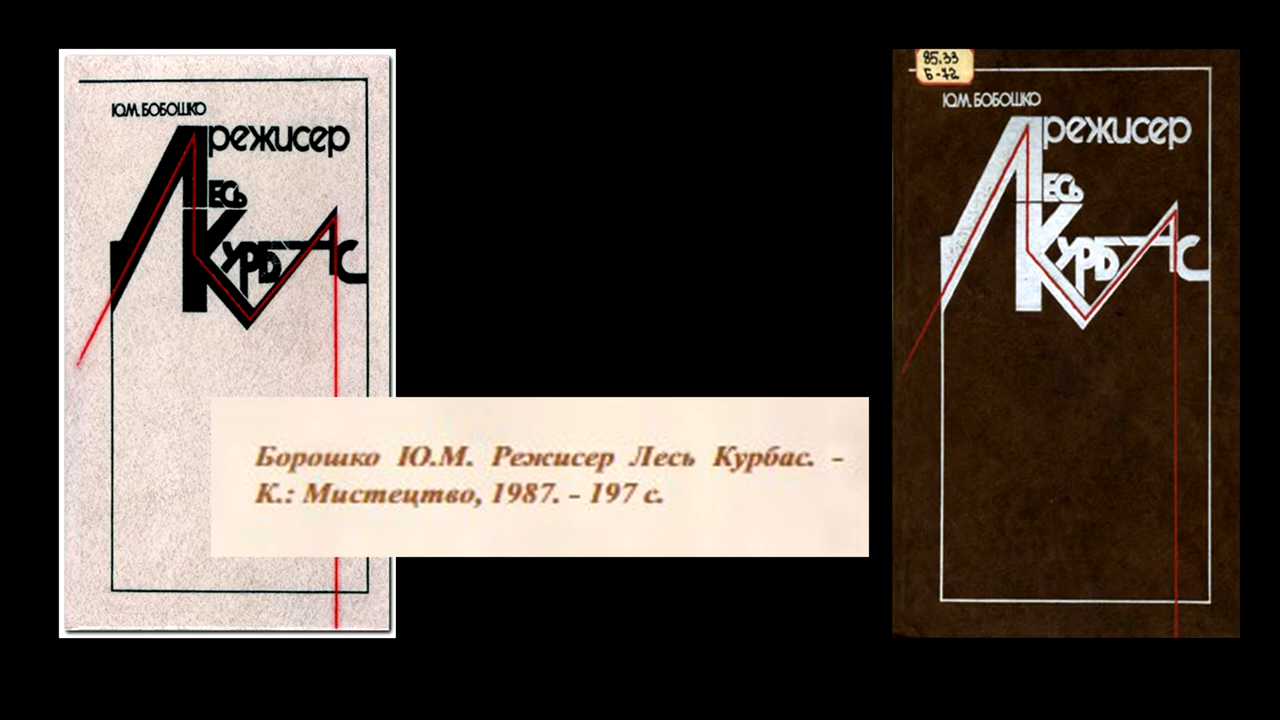 Ю.М. БОБОШКО
режисер
Лесь
Курбас
Борошко Ю.М. Режисер Лесь Курбас. -
К.: Мистецтво, 1987. - 197 с.
85.33
Б-72
Ю.М. БОБОШКО
режисер
Лесь
Курбас